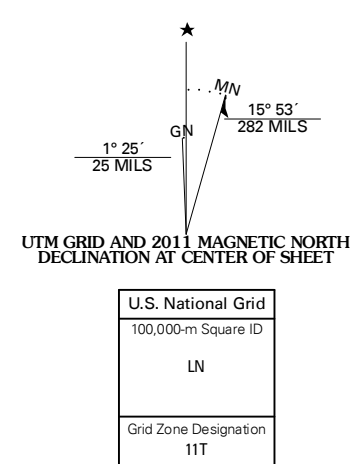 MN
GN
15° 53´
282 MILS
1° 25´
25 MILS
UTM GRID AND 2011 MAGNETIC NORTH
DECLINATION AT CENTER OF SHEET
U.S. National Grid
100,000-m Square ID
LN
Grid Zone Designation
11T